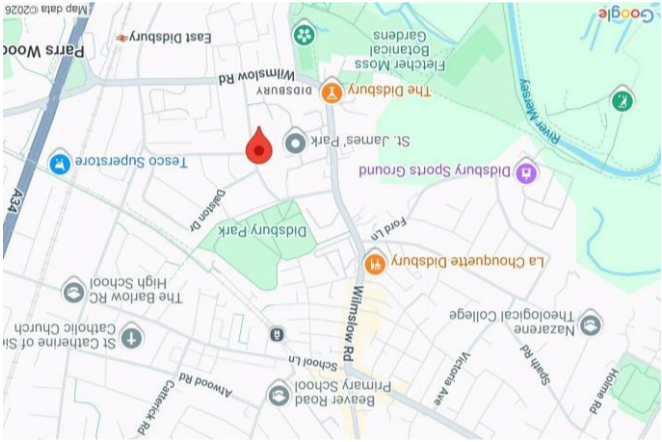 Holme Rd
Spath Rd
Victoria Ave
Nazarene
Theological College
Beaver Road
Primary School
Atwood Rd
Catterick Rd
School Ln
St Catherine of Si
Catholic Church
Wilmslow Rd
The Barlow RC
High School
La Chouquette Didsbury
Ford Ln
Didsbury Park
Dalston Dr
A34
Didsbury Sports Ground
St. James' Park
Tesco Superstore
River Mersey
The Didsbury
DIDSBURY
Wilmslow Rd
Fletcher Moss
Botanical
Gardens
East Didsbury
Parrs Wood
Google
Map data ©2026